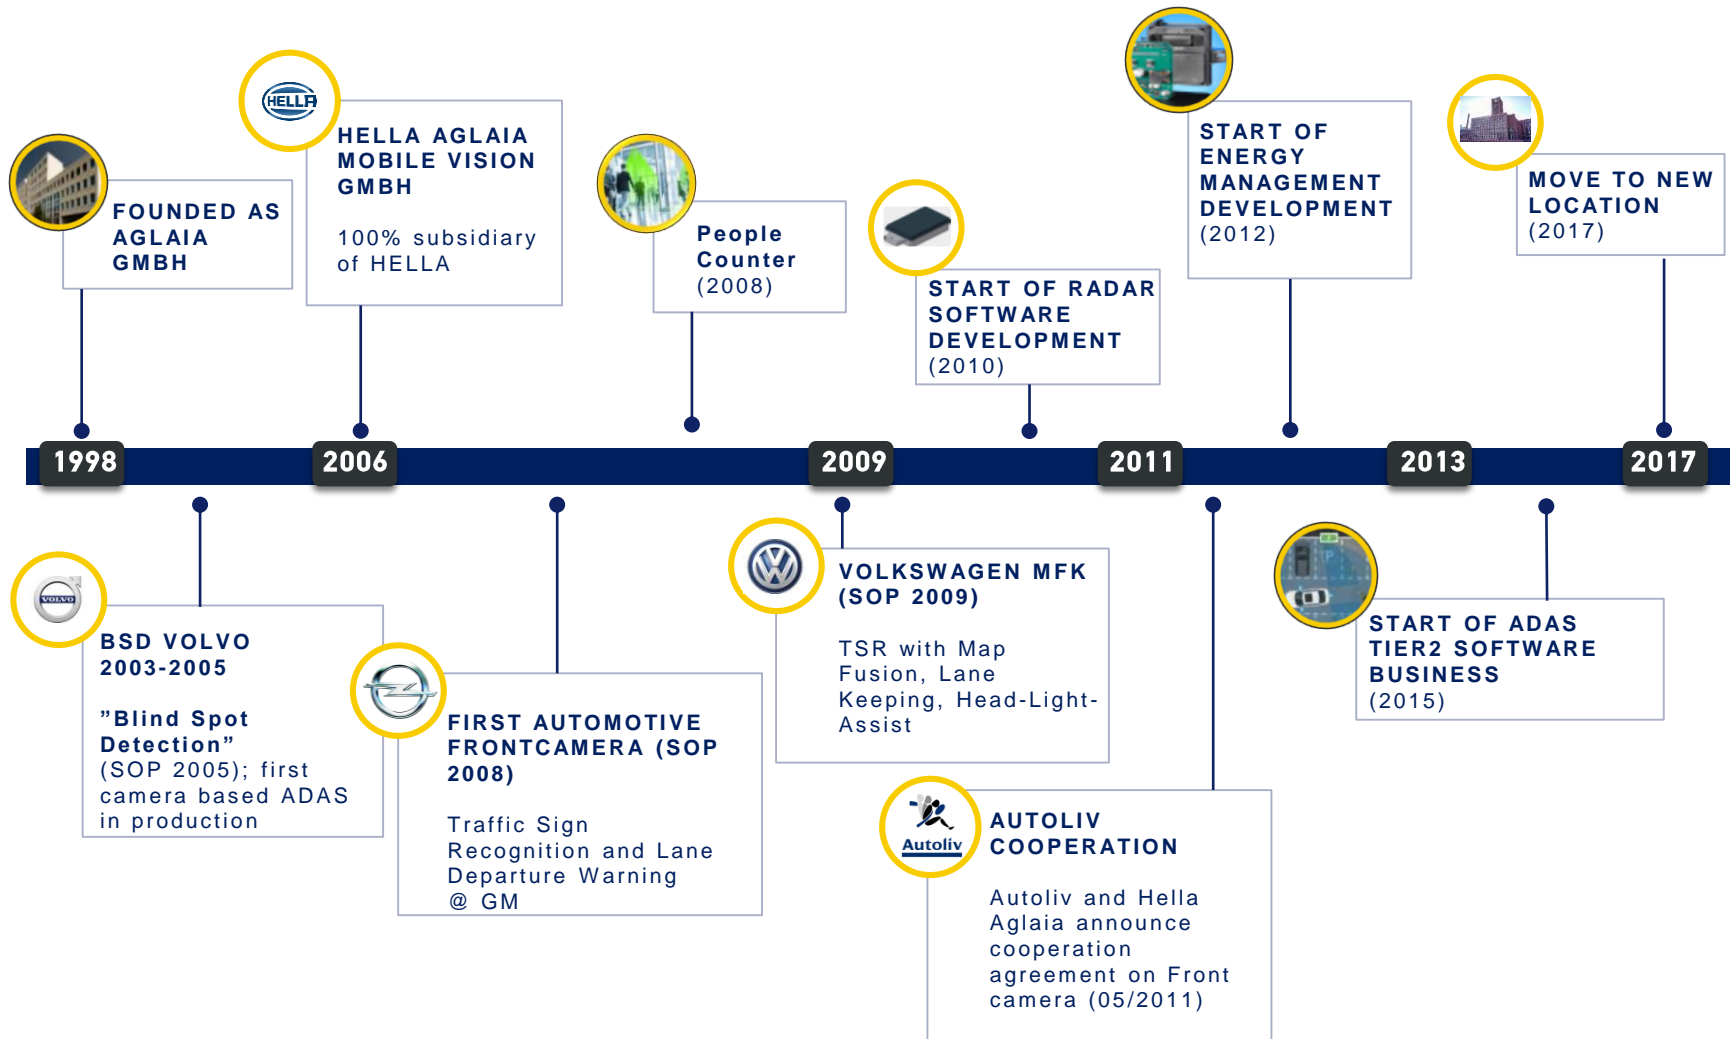 HELLA
HELLA AGLAIA
MOBILE VISION
GMBH
100% subsidiary
of HELLA
FOUNDED AS
AGLAIA
GMBH
People
Counter
(2008)
START OF RADAR
SOFTWARE
DEVELOPMENT
(2010)
START OF
ENERGY
MANAGEMENT
DEVELOPMENT
(2012)
MOVE TO NEW
LOCATION
(2017)
1998
2006
2009
2011
2013
2017
VOLVO
BSD VOLVO
2003-2005
”Blind Spot
Detection”
(SOP 2005); first
camera based ADAS
in production
FIRST AUTOMOTIVE
FRONTCAMERA (SOP
2008)
Traffic Sign
Recognition and Lane
Departure Warning
@ GM
VOLKSWAGEN MFK
(SOP 2009)
TSR with Map
Fusion, Lane
Keeping, Head-Light-
Assist
Autoliv
AUTOLIV
COOPERATION
Autoliv and Hella
Aglaia announce
cooperation
agreement on Front
camera (05/2011)
P
START OF ADAS
TIER2 SOFTWARE
BUSINESS
(2015)